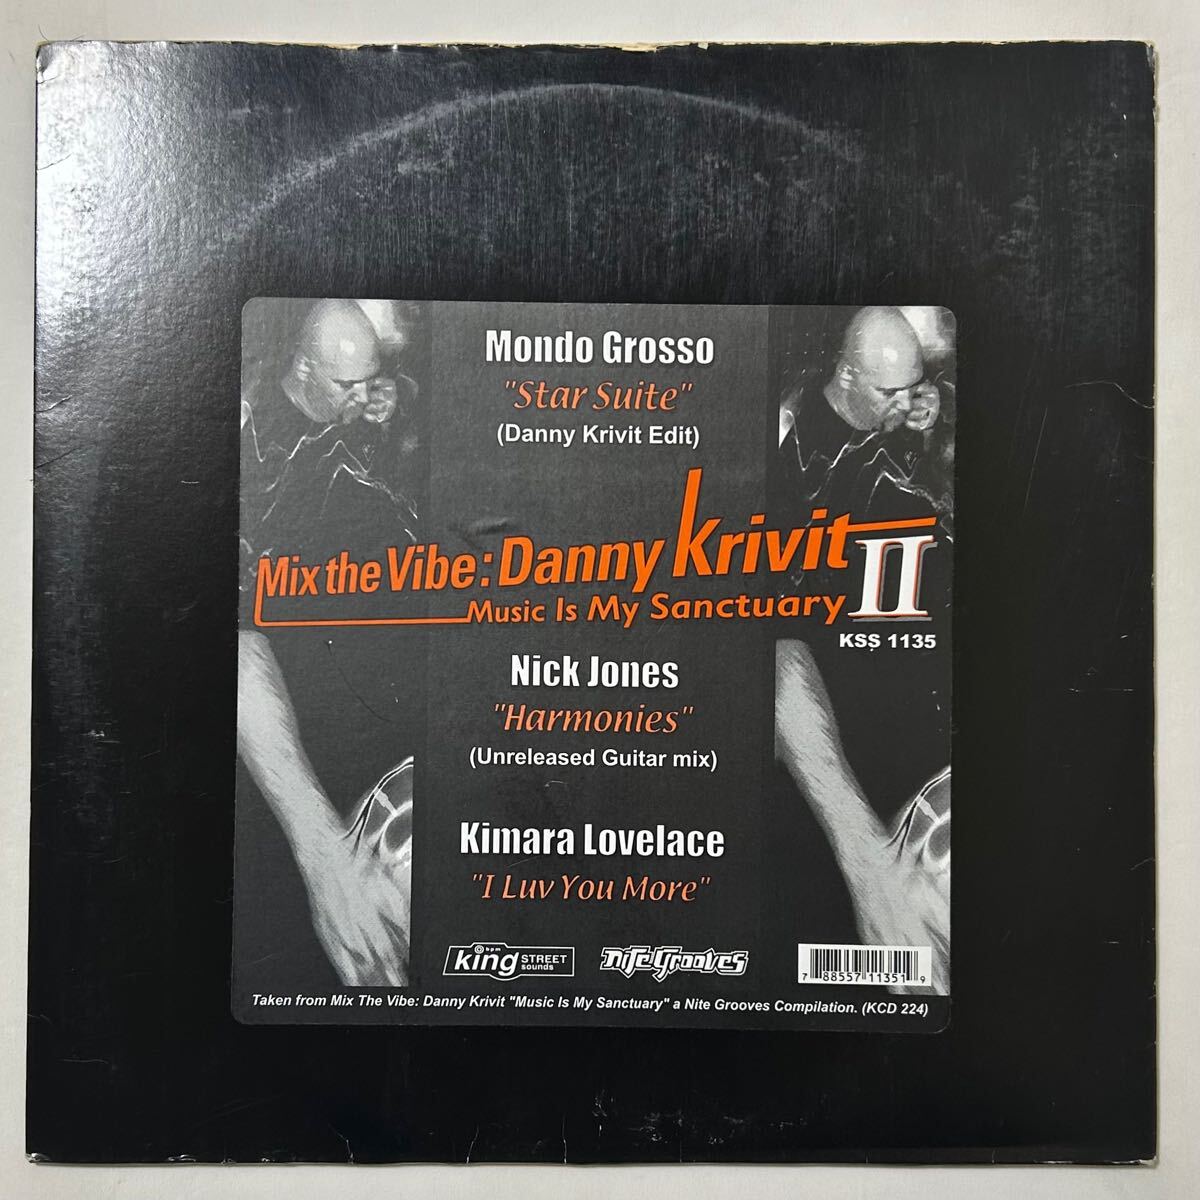 Mondo Grosso
"Star Suite"
(Danny Krivit Edit)
Mix the Vibe: Danny Krivit II
Music Is My Sanctuary
KSS 1135
Nick Jones
"Harmonies"
(Unreleased Guitar mix)
Kimara Lovelace
"I Luv You More"
bpm
king STREET
sounds
NITE GROOVES
7 88557 11351 9
Taken from Mix The Vibe: Danny Krivit "Music Is My Sanctuary" a Nite Grooves Compilation. (KCD 224)